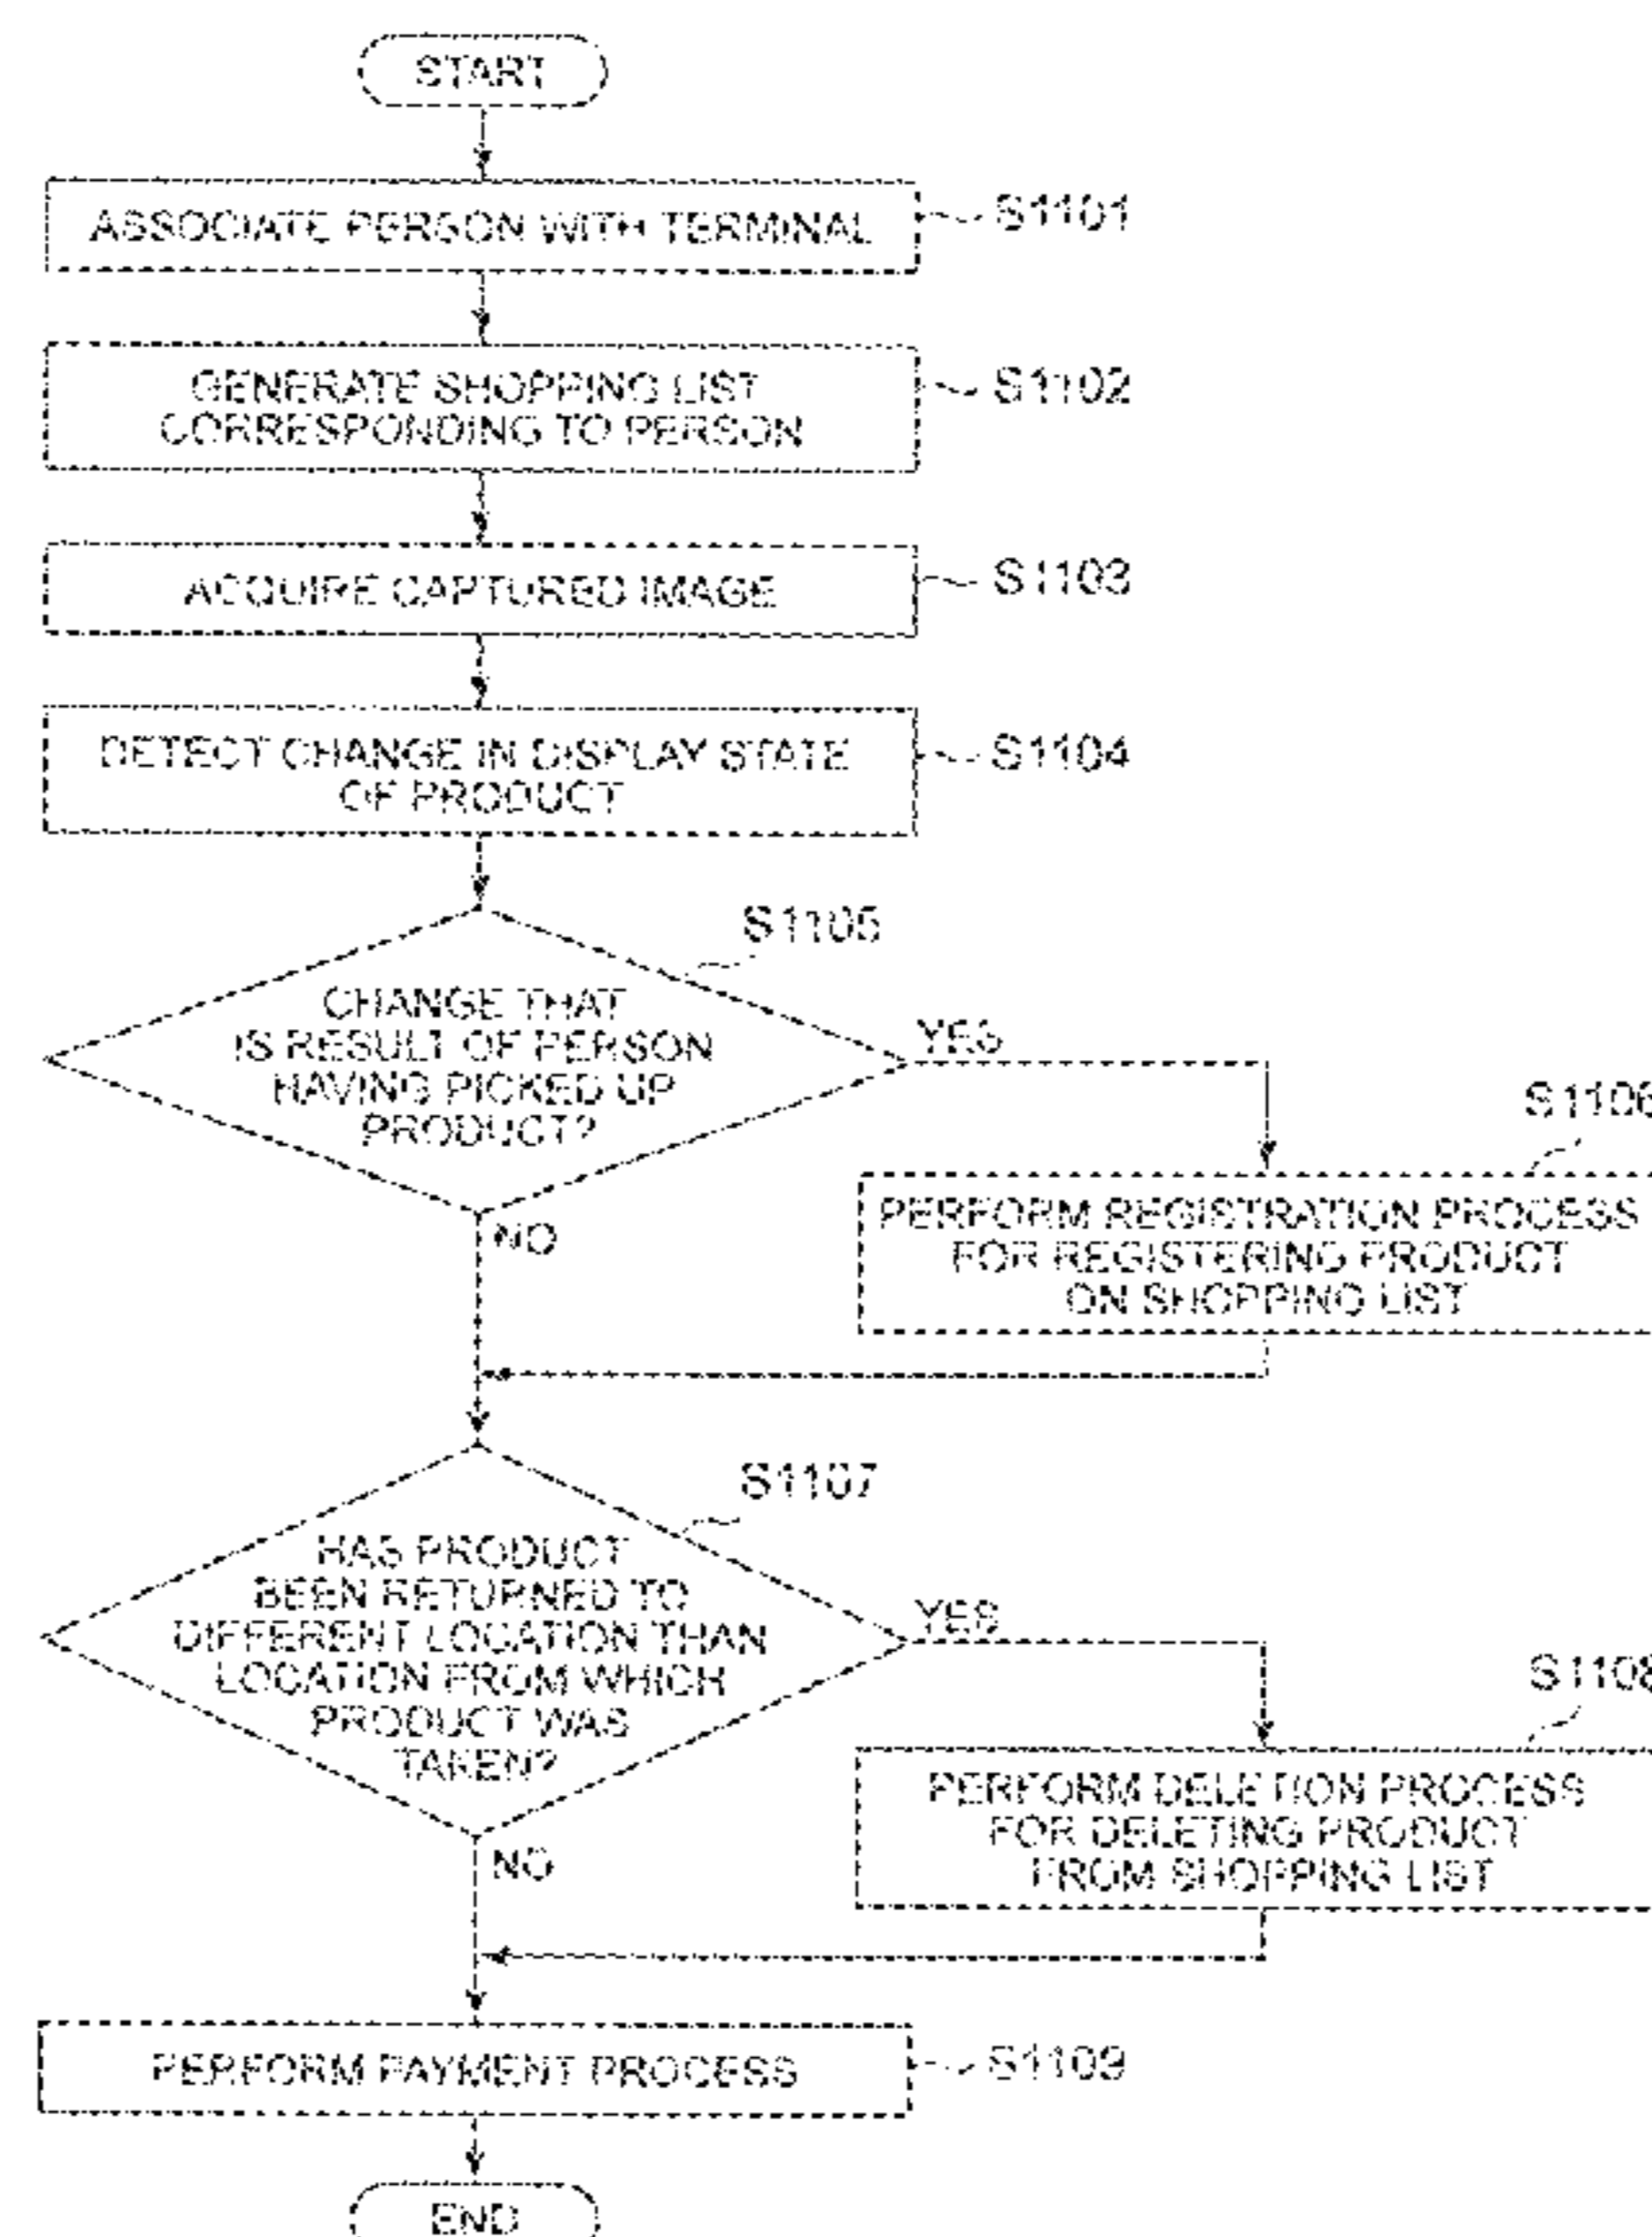 START
ASSOCIATE PERSON WITH TERMINAL
S1101
GENERATE SHOPPING LIST
CORRESPONDING TO PERSON
S1102
ACQUIRE CAPTURED IMAGE
S1103
DETECT CHANGE IN DISPLAY STATE
OF PRODUCT
S1104
S1105
CHANGE THAT
IS RESULT OF PERSON
HAVING PICKED UP
PRODUCT?
YES
NO
S1106
PERFORM REGISTRATION PROCESS
FOR REGISTERING PRODUCT
ON SHOPPING LIST
S1107
HAS PRODUCT
BEEN RETURNED TO
DIFFERENT LOCATION THAN
LOCATION FROM WHICH
PRODUCT WAS
TAKEN?
YES
NO
S1108
PERFORM DELETION PROCESS
FOR DELETING PRODUCT
FROM SHOPPING LIST
PERFORM PAYMENT PROCESS
S1109
END